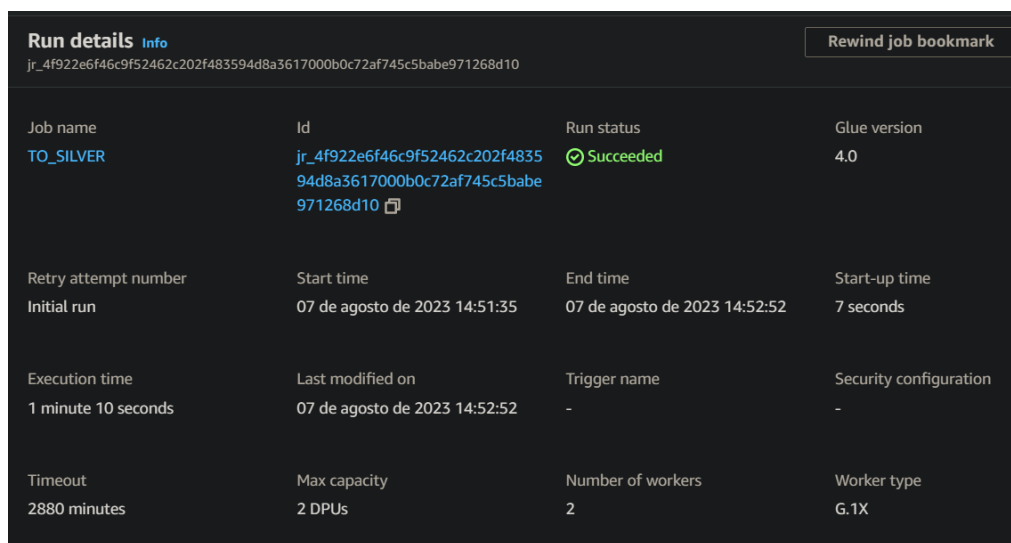 Run details Info
Rewind job bookmark
jr_4f922e6f46c9f52462c202f483594d8a3617000b0c72af745c5babe971268d10
Job name
Id
Run status
Glue version
TO_SILVER
jr_4f922e6f46c9f52462c202f4835
94d8a3617000b0c72af745c5babe
971268d10
Succeeded
4.0
Retry attempt number
Start time
End time
Start-up time
Initial run
07 de agosto de 2023 14:51:35
07 de agosto de 2023 14:52:52
7 seconds
Execution time
Last modified on
Trigger name
Security configuration
1 minute 10 seconds
07 de agosto de 2023 14:52:52
-
-
Timeout
Max capacity
Number of workers
Worker type
2880 minutes
2 DPUs
2
G.1X